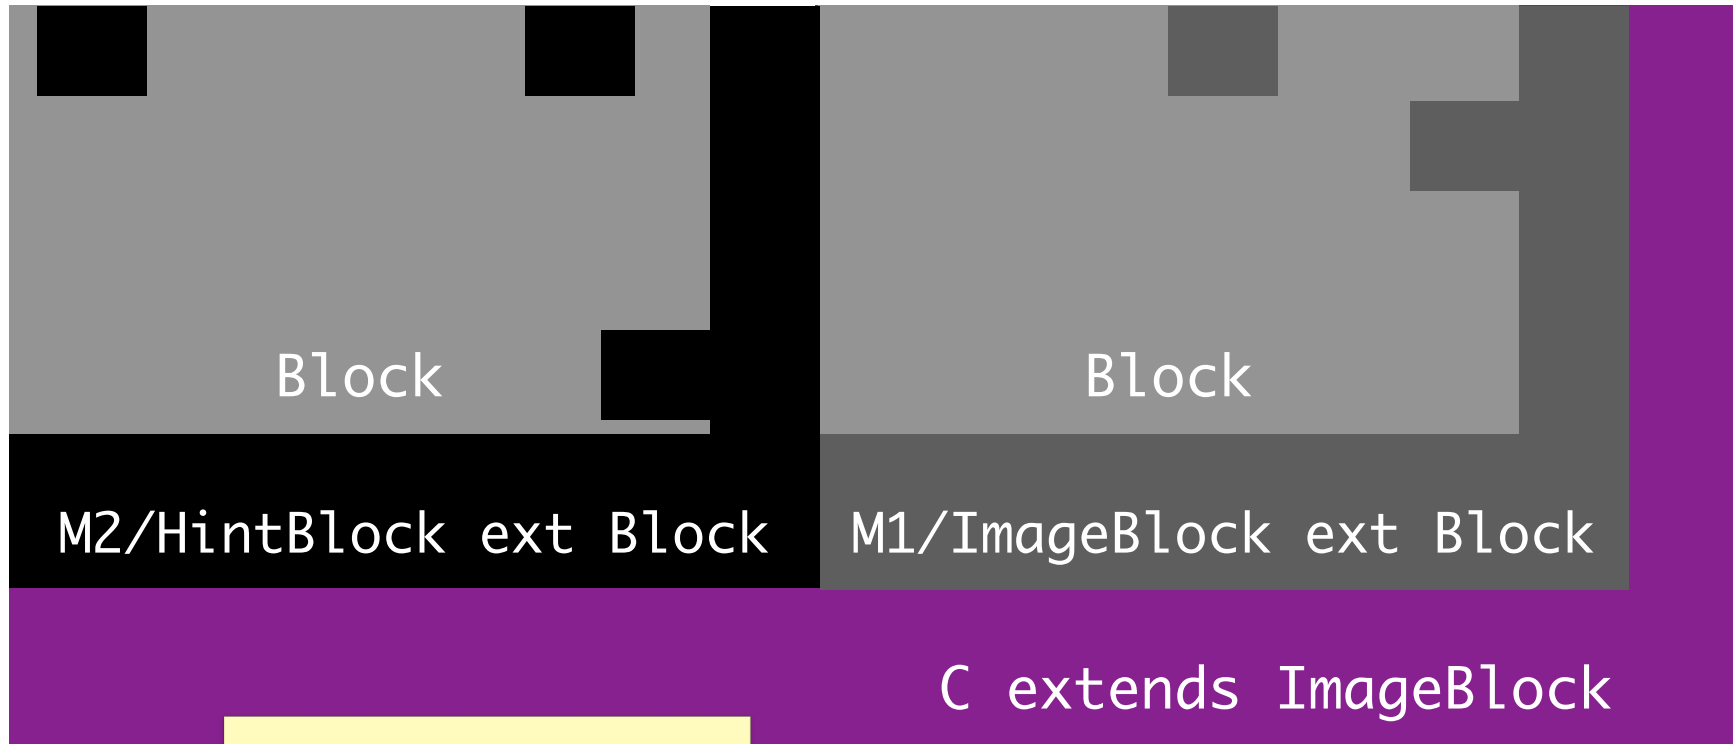 Block
Block
M2/HintBlock ext Block
M1/ImageBlock ext Block
C extends ImageBlock